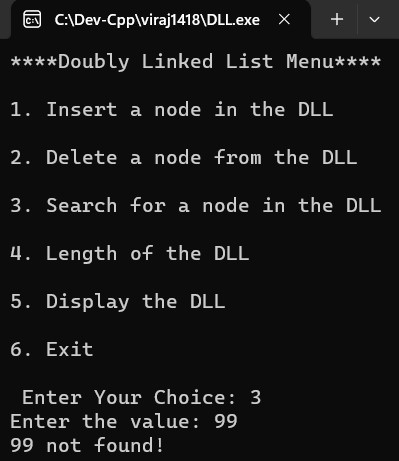 C:\Dev-Cpp\viraj1418\DLL.exe
****Doubly Linked List Menu****
1. Insert a node in the DLL
2. Delete a node from the DLL
3. Search for a node in the DLL
4. Length of the DLL
5. Display the DLL
6. Exit
Enter Your Choice: 3
Enter the value: 99
99 not found!